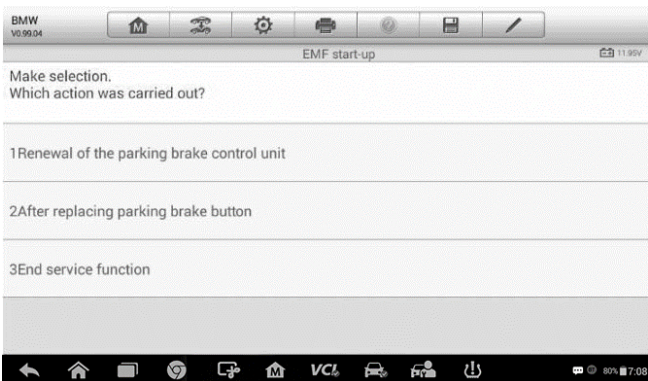 BMW
V0.99.04
EMF start-up
11.95V
Make selection.
Which action was carried out?
1Renewal of the parking brake control unit
2After replacing parking brake button
3End service function
VCI
80% 7:08